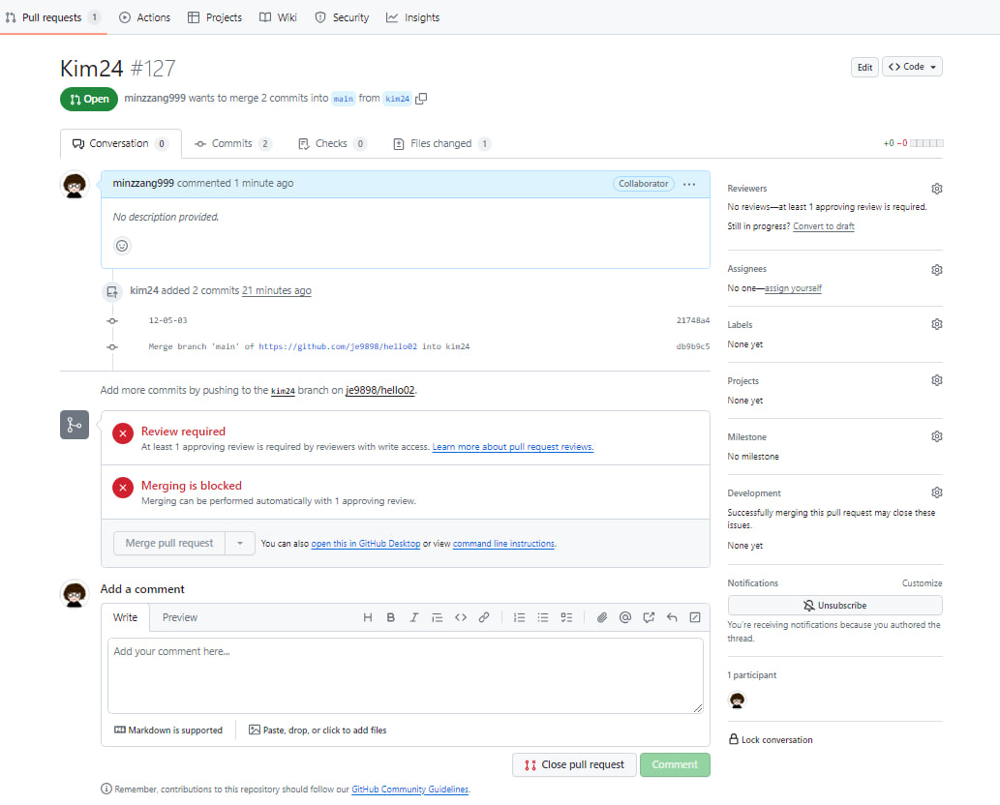 Pull requests 1 Actions Projects Wiki Security Insights
Kim24 #127
Edit <> Code
Open minzzang999 wants to merge 2 commits into main from kim24
Conversation 0 Commits 2 Checks 0 Files changed 1 +0 −0
minzzang999 commented 1 minute ago Collaborator ...
No description provided.
kim24 added 2 commits 21 minutes ago
12-05-03 21748a4
Merge branch 'main' of https://github.com/je9898/hello02 into kim24 db9b9c5
Add more commits by pushing to the kim24 branch on je9898/hello02.
Review required
At least 1 approving review is required by reviewers with write access. Learn more about pull request reviews.
Merging is blocked
Merging can be performed automatically with 1 approving review.
Merge pull request You can also open this in GitHub Desktop or view command line instructions.
Add a comment
Write Preview
Add your comment here...
Markdown is supported Paste, drop, or click to add files
Close pull request Comment
Remember, contributions to this repository should follow our GitHub Community Guidelines.
Reviewers
No reviews—at least 1 approving review is required.
Still in progress? Convert to draft
Assignees
No one—assign yourself
Labels
None yet
Projects
None yet
Milestone
No milestone
Development
Successfully merging this pull request may close these
issues.
None yet
Notifications Customize
Unsubscribe
You're receiving notifications because you authored the
thread.
1 participant
Lock conversation